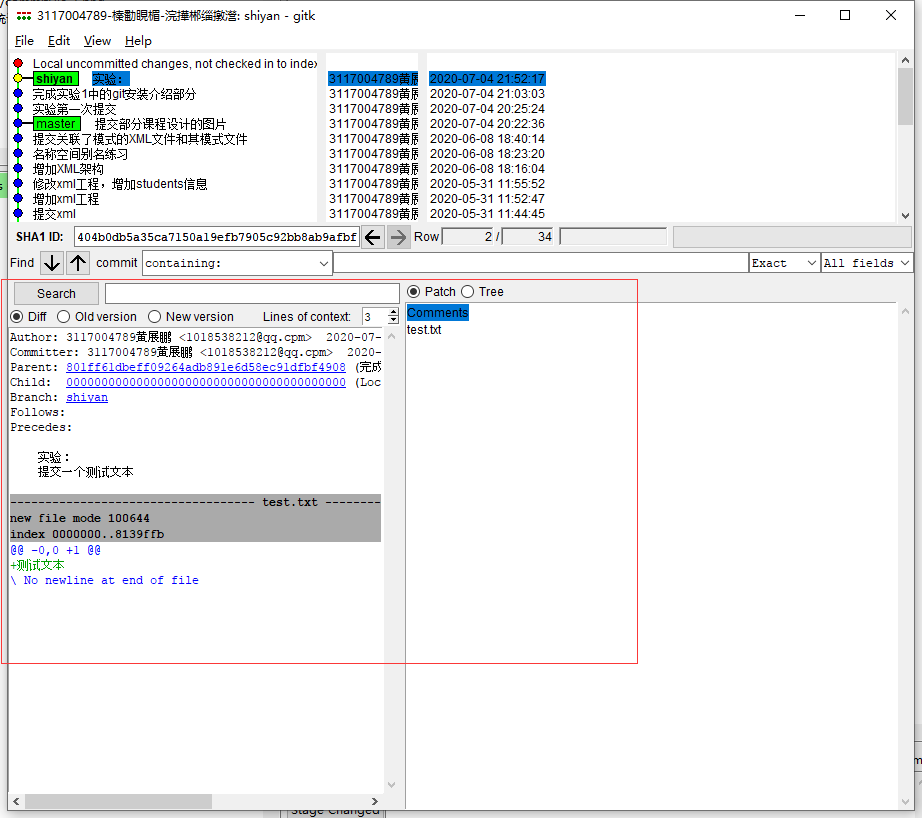 3117004789-榛勫睍楣-浣撶郴缁撴瀯: shiyan - gitk
File Edit View Help
Local uncommitted changes, not checked in to index
shiyan 实验： 3117004789黄展 2020-07-04 21:52:17
完成实验1中的git安装介绍部分 3117004789黄展 2020-07-04 21:03:03
实验第一次提交 3117004789黄展 2020-07-04 20:25:24
master 提交部分课程设计的图片 3117004789黄展 2020-07-04 20:22:36
提交关联了模式的XML文件和其模式文件 3117004789黄展 2020-06-08 18:40:14
名称空间别名练习 3117004789黄展 2020-06-08 18:23:20
增加XML架构 3117004789黄展 2020-06-08 18:16:04
修改xml工程，增加students信息 3117004789黄展 2020-05-31 11:55:52
增加xml工程 3117004789黄展 2020-05-31 11:52:47
提交xml 3117004789黄展 2020-05-31 11:44:45
SHA1 ID: 404b0db5a35ca7150a19efb7905c92bb8ab9afbf Row 2 / 34
Find commit containing: Exact All fields
Search Patch Tree
Diff Old version New version Lines of context: 3
Comments
test.txt
Author: 3117004789黄展鹏 <1018538212@qq.cpm> 2020-07-
Committer: 3117004789黄展鹏 <1018538212@qq.cpm> 2020-
Parent: 801ff61dbeff09264adb891e6d58ec91dfbf4908 (完成
Child: 0000000000000000000000000000000000000000 (Loc
Branch: shiyan
Follows:
Precedes:
实验：
提交一个测试文本
----------------------------------- test.txt --------
new file mode 100644
index 0000000..8139ffb
@@ -0,0 +1 @@
+测试文本
\ No newline at end of file
Stage Changed